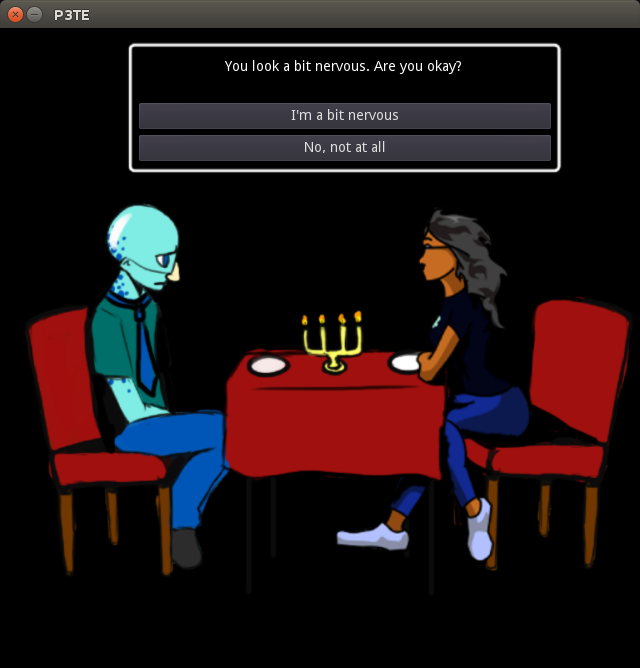 P3TE
You look a bit nervous. Are you okay?
I'm a bit nervous
No, not at all